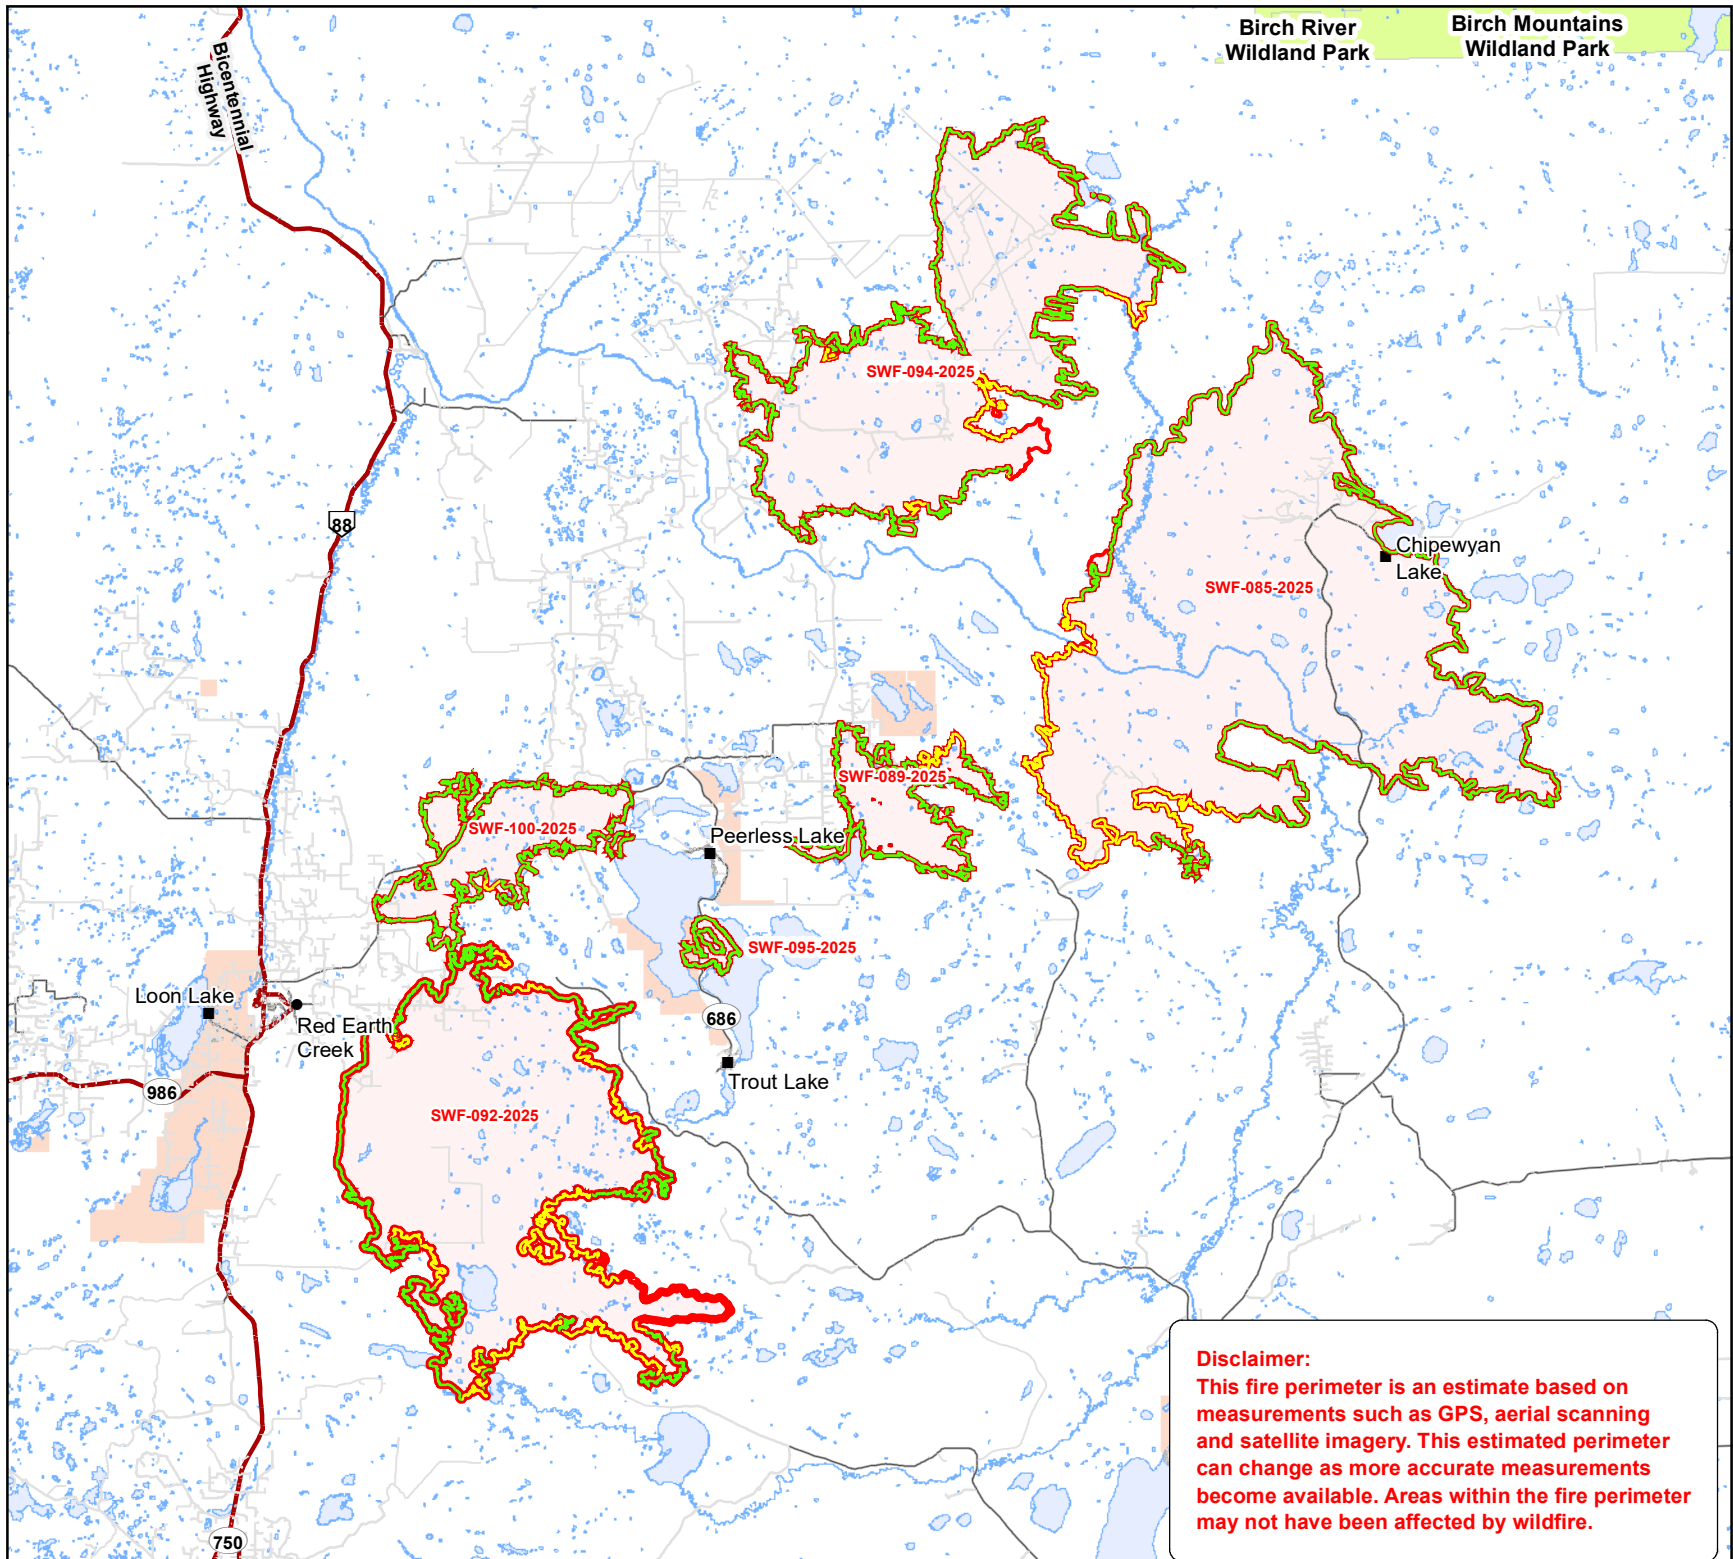 Birch River
Wildland Park
Birch Mountains
Wildland Park
Bicentennial
Highway
SWF-094-2025
88
Chipewyan
Lake
SWF-085-2025
SWF-089-2025
SWF-100-2025
Peerless Lake
SWF-095-2025
Loon Lake
Red Earth
Creek
686
Trout Lake
986
SWF-092-2025
Disclaimer:
This fire perimeter is an estimate based on
measurements such as GPS, aerial scanning
and satellite imagery. This estimated perimeter
can change as more accurate measurements
become available. Areas within the fire perimeter
may not have been affected by wildfire.
750